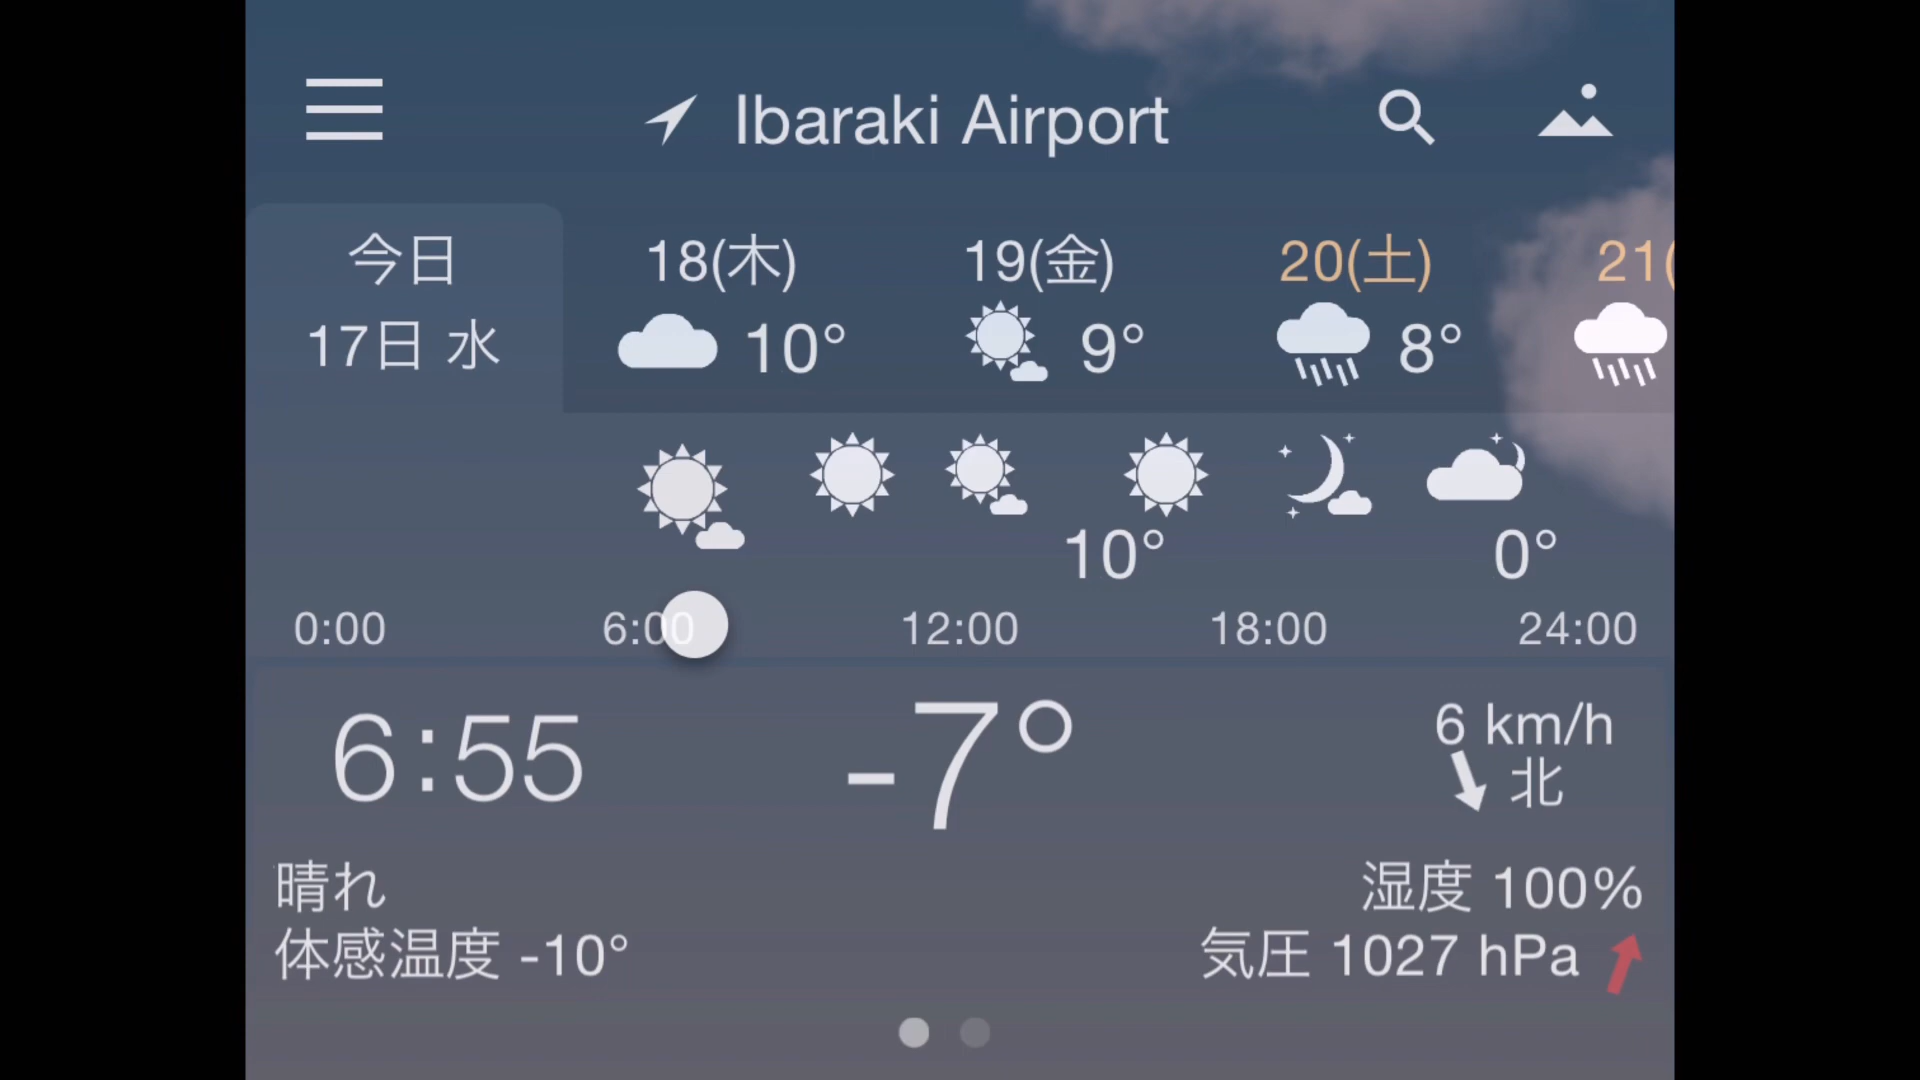 Ibaraki Airport
今日
17日 水
18(木)
10°
19(金)
9°
20(土)
8°
21(
10°
0°
0:00
6:00
12:00
18:00
24:00
6:55
-7°
6 km/h
北
晴れ
体感温度 -10°
湿度 100%
気圧 1027 hPa